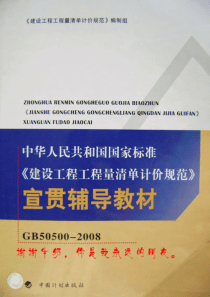 《建设工程工程量清单计价规范》编制组
ZHONGHUA RENMIN GONGHEGUO GUOJIA BIAOZHUN
《JIANSHE GONGCHENG GONGCHENGLIANG QINGDAN JIJIA GUIFAN》
XUANGUAN FUDAO JIAOCAI
中华人民共和国国家标准
《建设工程工程量清单计价规范》
宣贯辅导教材
GB50500-2008
中国计划出版社